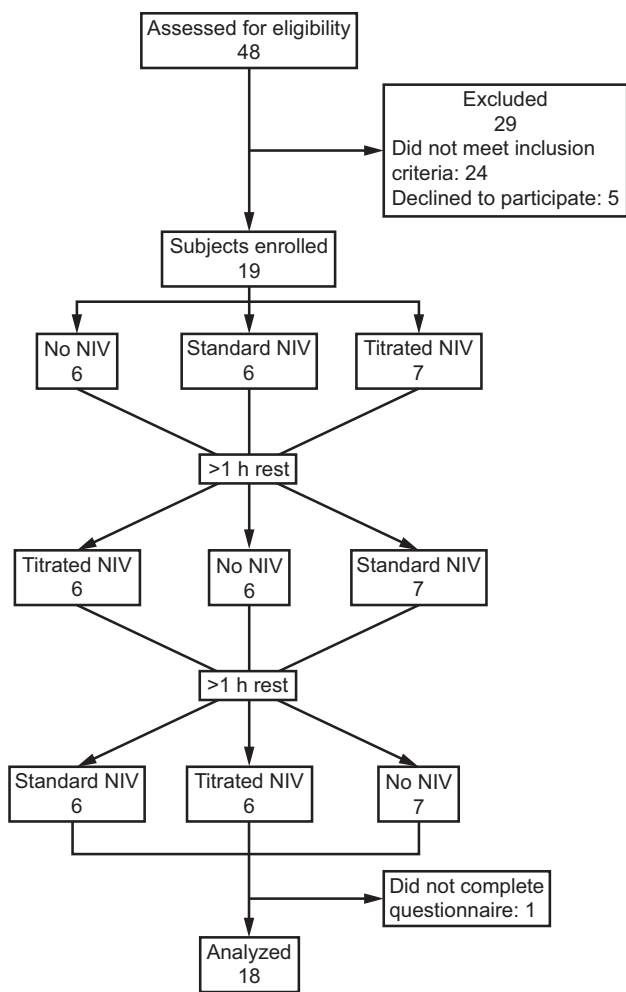 Assessed for eligibility
48
Excluded
29
Did not meet inclusion
criteria: 24
Declined to participate: 5
Subjects enrolled
19
No NIV
6
Standard NIV
6
Titrated NIV
7
>1 h rest
Titrated NIV
6
No NIV
6
Standard NIV
7
>1 h rest
Standard NIV
6
Titrated NIV
6
No NIV
7
Did not complete
questionnaire: 1
Analyzed
18